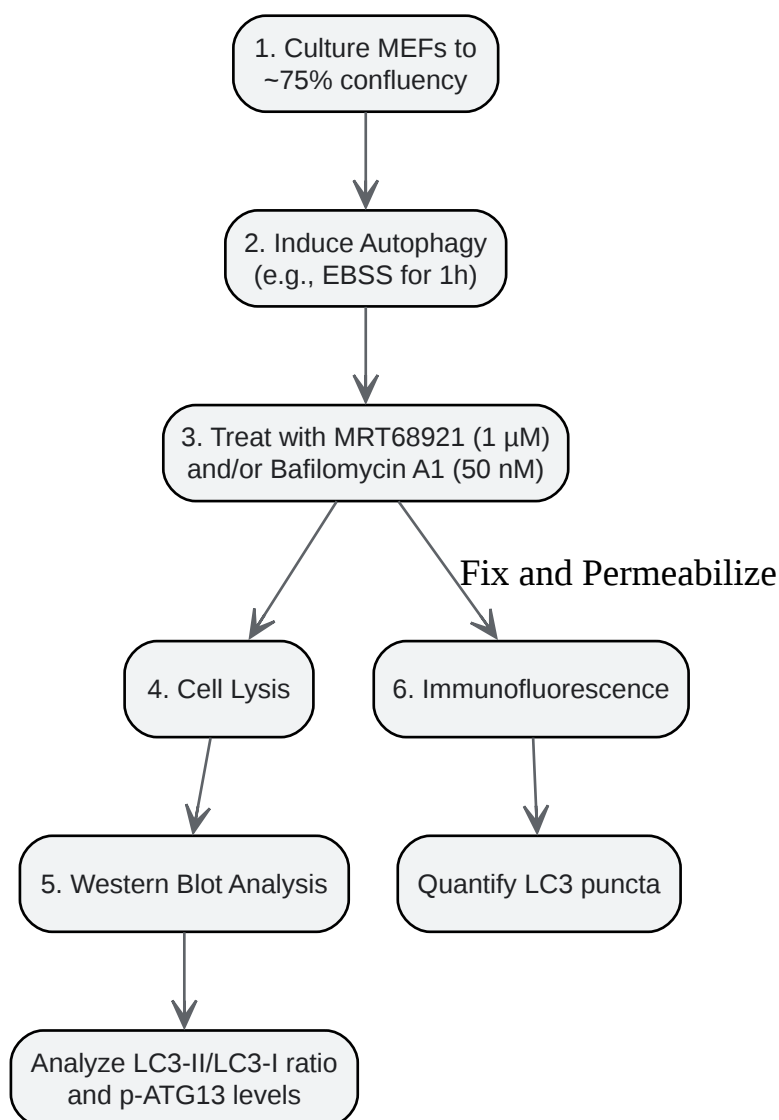 1. Culture MEFs to
~75% confluency
2. Induce Autophagy
(e.g., EBSS for 1h)
3. Treat with MRT68921 (1 µM)
and/or Bafilomycin A1 (50 nM)
Fix and Permeabilize
4. Cell Lysis
6. Immunofluorescence
5. Western Blot Analysis
Quantify LC3 puncta
Analyze LC3-II/LC3-I ratio
and p-ATG13 levels